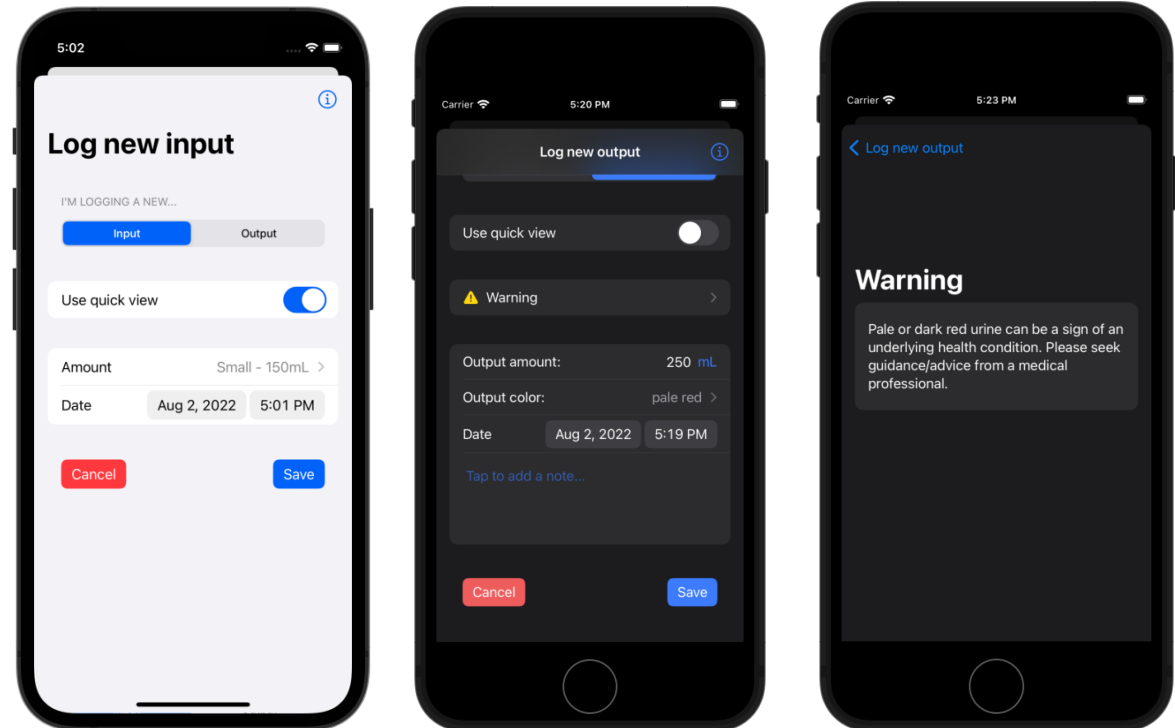 5:02
Log new input
I'M LOGGING A NEW...
Input Output
Use quick view
Amount Small - 150mL
Date Aug 2, 2022 5:01 PM
Cancel Save
Carrier 5:20 PM
Log new output
Use quick view
Warning
Output amount: 250 mL
Output color: pale red
Date Aug 2, 2022 5:19 PM
Tap to add a note...
Cancel Save
Carrier 5:23 PM
Log new output
Warning
Pale or dark red urine can be a sign of an
underlying health condition. Please seek
guidance/advice from a medical
professional.